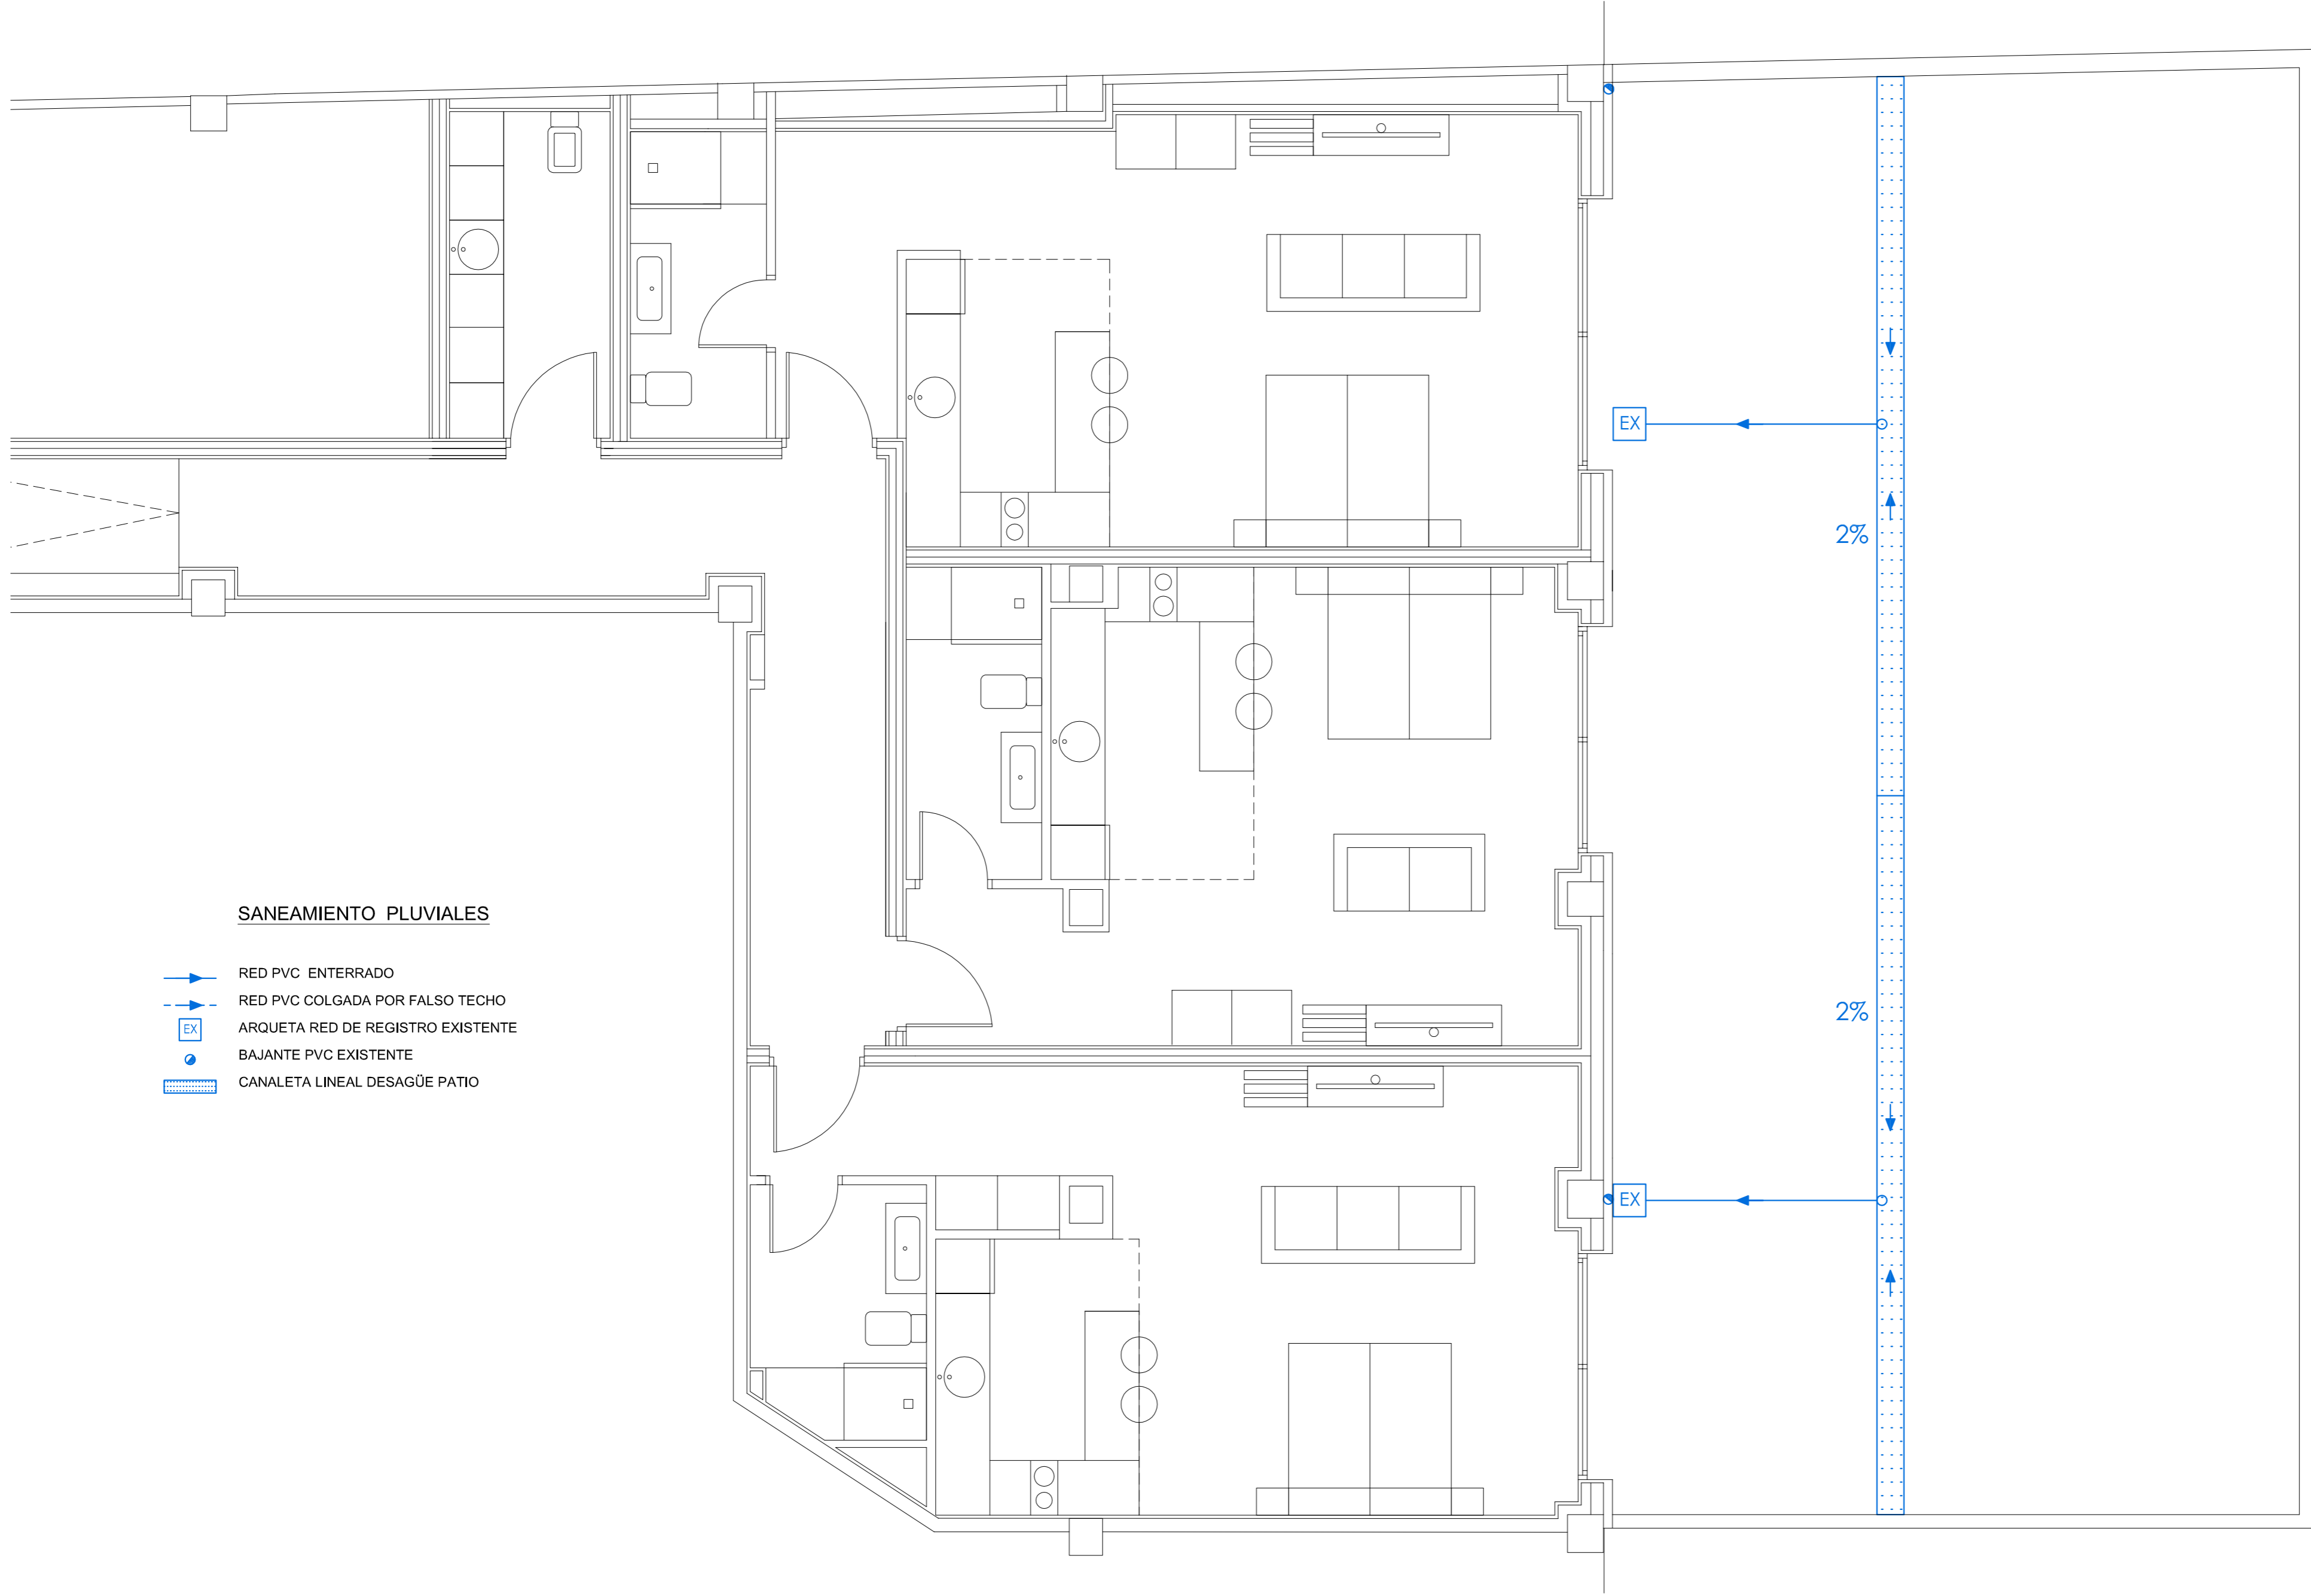 EX
2%
SANEAMIENTO PLUVIALES
RED PVC ENTERRADO
RED PVC COLGADA POR FALSO TECHO
EX
ARQUETA RED DE REGISTRO EXISTENTE
BAJANTE PVC EXISTENTE
CANALETA LINEAL DESAGÜE PATIO
2%
EX